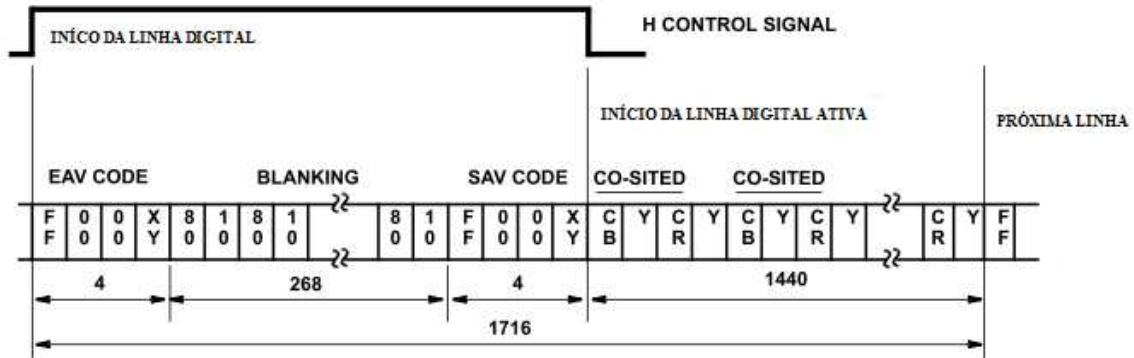 H CONTROL SIGNAL
INÍCO DA LINHA DIGITAL
INÍCIO DA LINHA DIGITAL ATIVA
PRÓXIMA LINHA
EAV CODE BLANKING SAV CODE CO-SITED CO-SITED
F 0 0 X 8 1 8 1 8 1 F 0 0 X C Y C Y C Y C Y C Y F
F 0 0 Y 0 0 0 0 0 0 F 0 0 Y B R B R R F
4 268 4 1440
1716